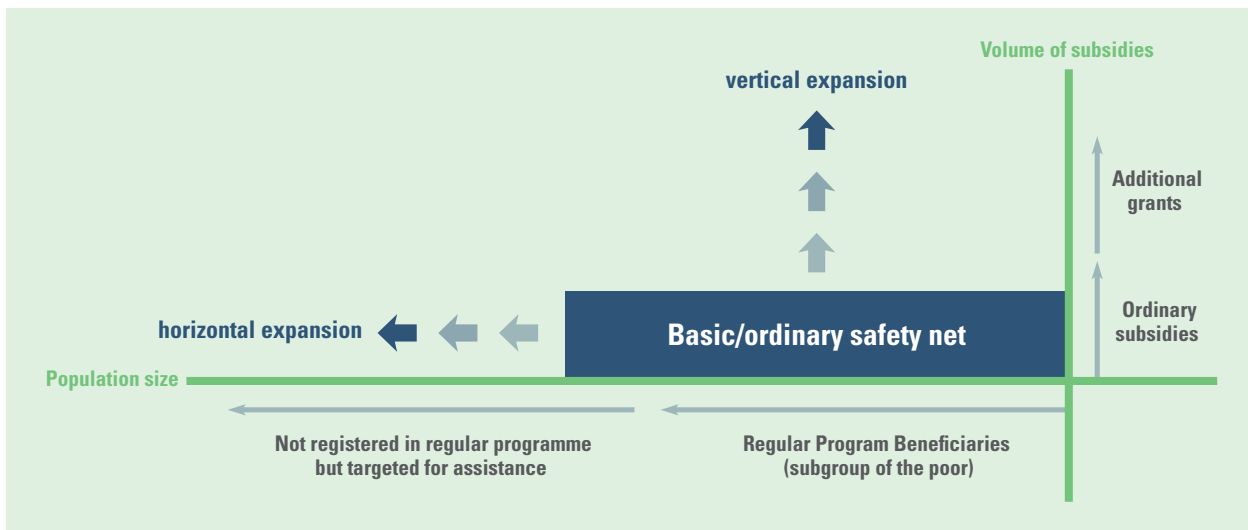 Volume of subsidies
vertical expansion
Additional
grants
Ordinary
subsidies
horizontal expansion
Basic/ordinary safety net
Population size
Not registered in regular programme
but targeted for assistance
Regular Program Beneficiaries
(subgroup of the poor)